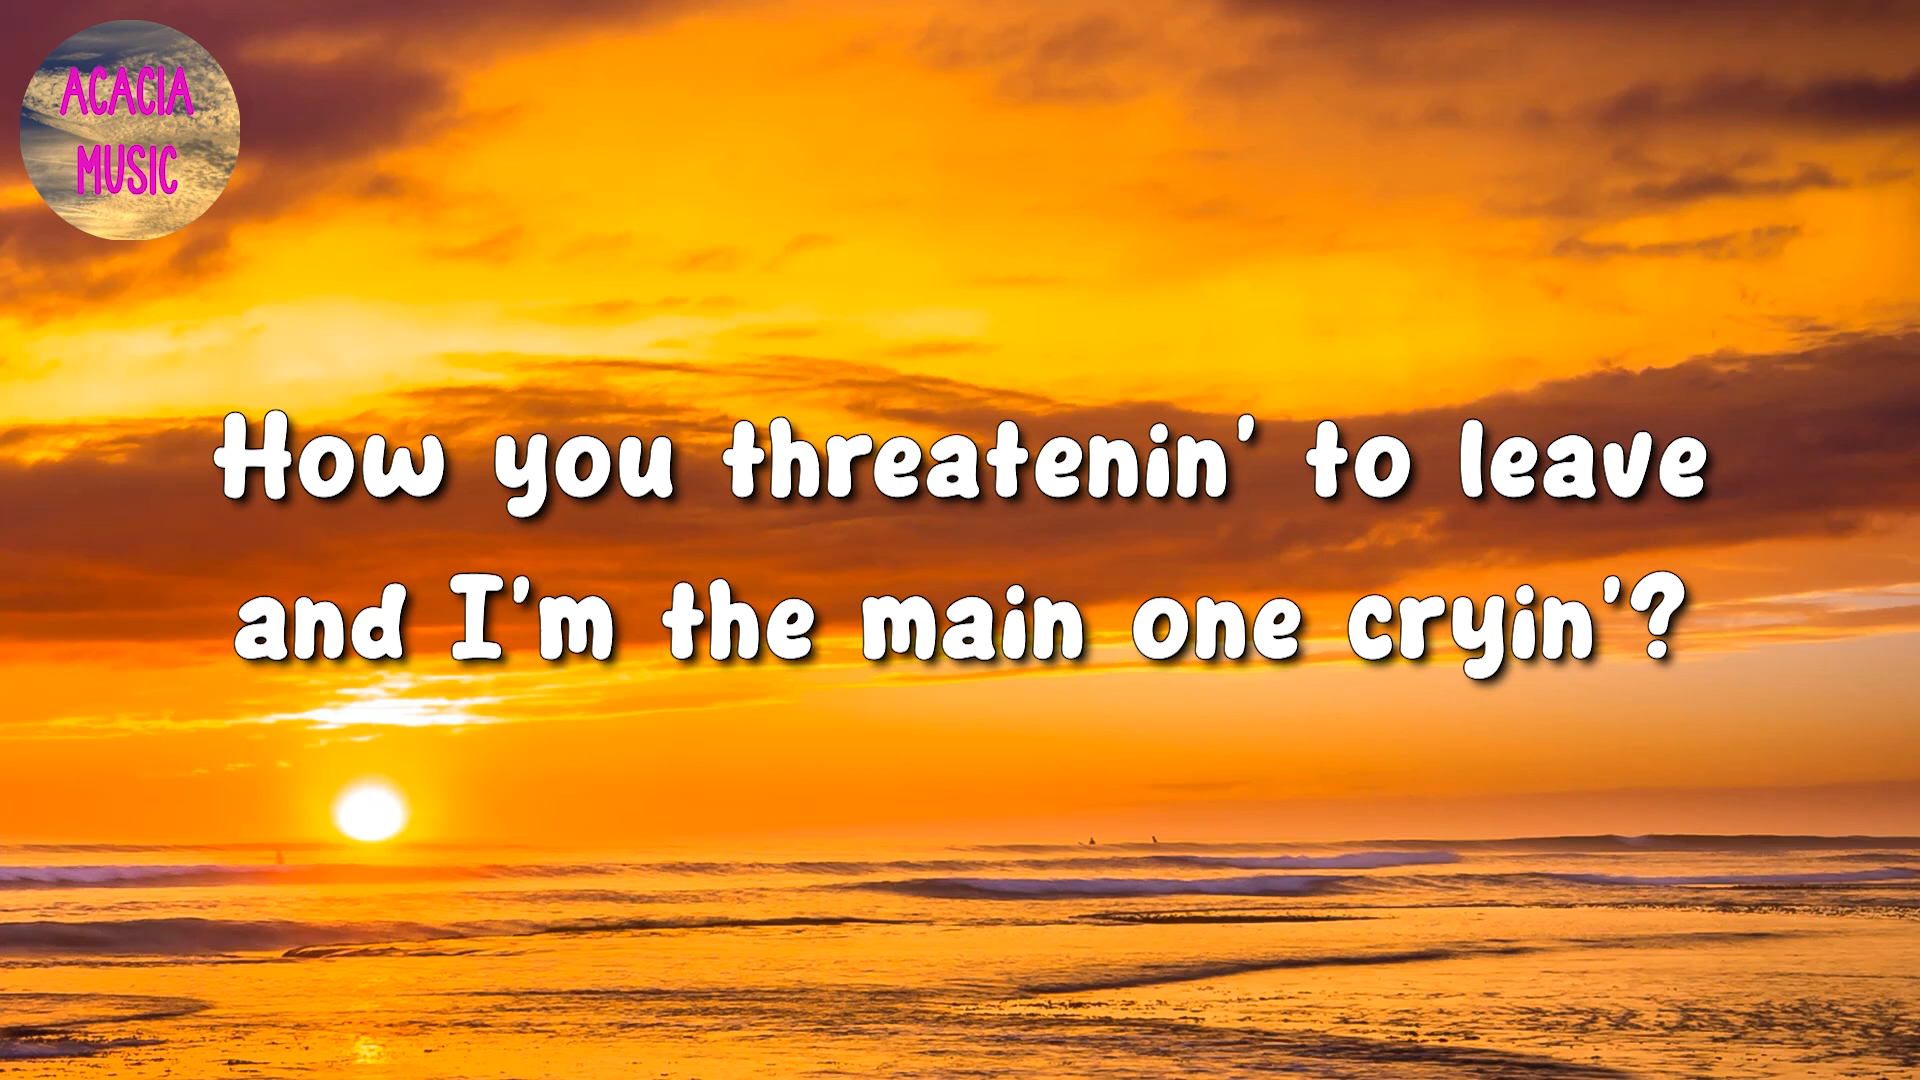 ACACIA
MUSIC
How you threatenin' to leave
and I'm the main one cryin'?